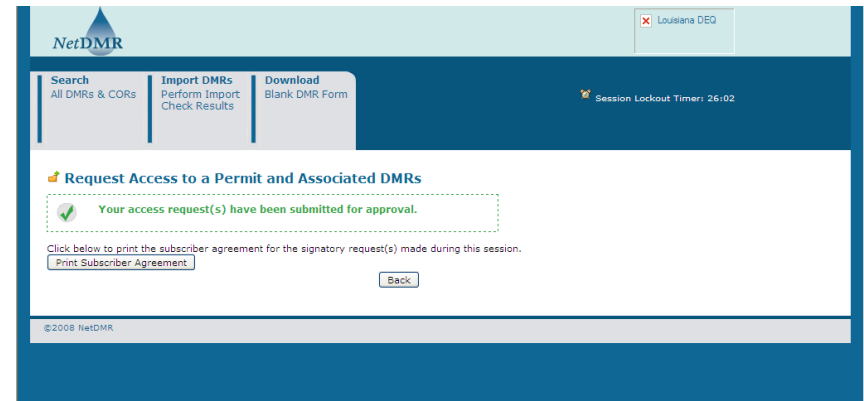 NetDMR
Louisiana DEQ
Search
All DMRs & CORs
Import DMRs
Perform Import
Check Results
Download
Blank DMR Form
Session Lockout Timer: 26:02
Request Access to a Permit and Associated DMRs
Your access request(s) have been submitted for approval.
Click below to print the subscriber agreement for the signatory request(s) made during this session.
Print Subscriber Agreement
Back
©2008 NetDMR